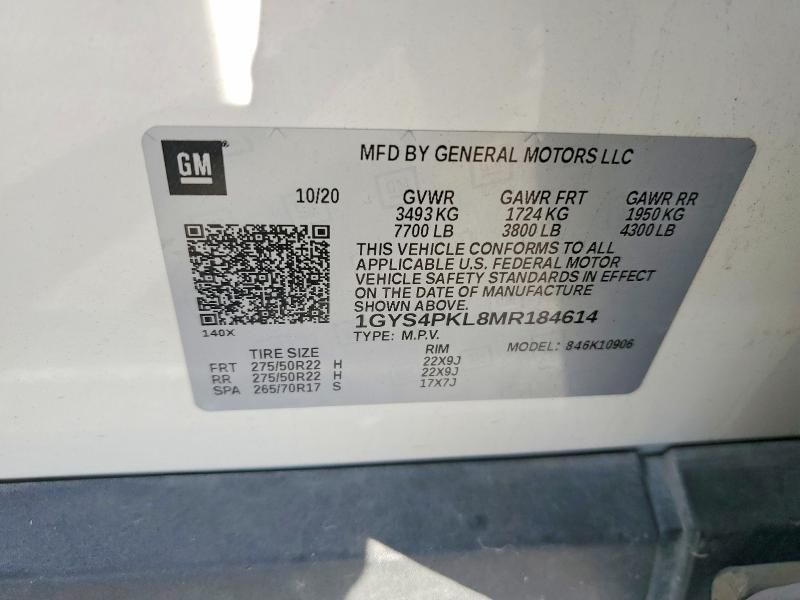 GM
MFD BY GENERAL MOTORS LLC
10/20 GVWR GAWR FRT GAWR RR
3493 KG 1724 KG 1950 KG
7700 LB 3800 LB 4300 LB
THIS VEHICLE CONFORMS TO ALL
APPLICABLE U.S. FEDERAL MOTOR
VEHICLE SAFETY STANDARDS IN EFFECT
ON THE DATE OF MANUFACTURE
SHOWN ABOVE.
1GYS4PKL8MR184614
140X
TYPE: M.P.V. MODEL: 846K10906
TIRE SIZE RIM
FRT 275/50R22 H 22X9J
RR 275/50R22 H 22X9J
SPA 265/70R17 S 17X7J